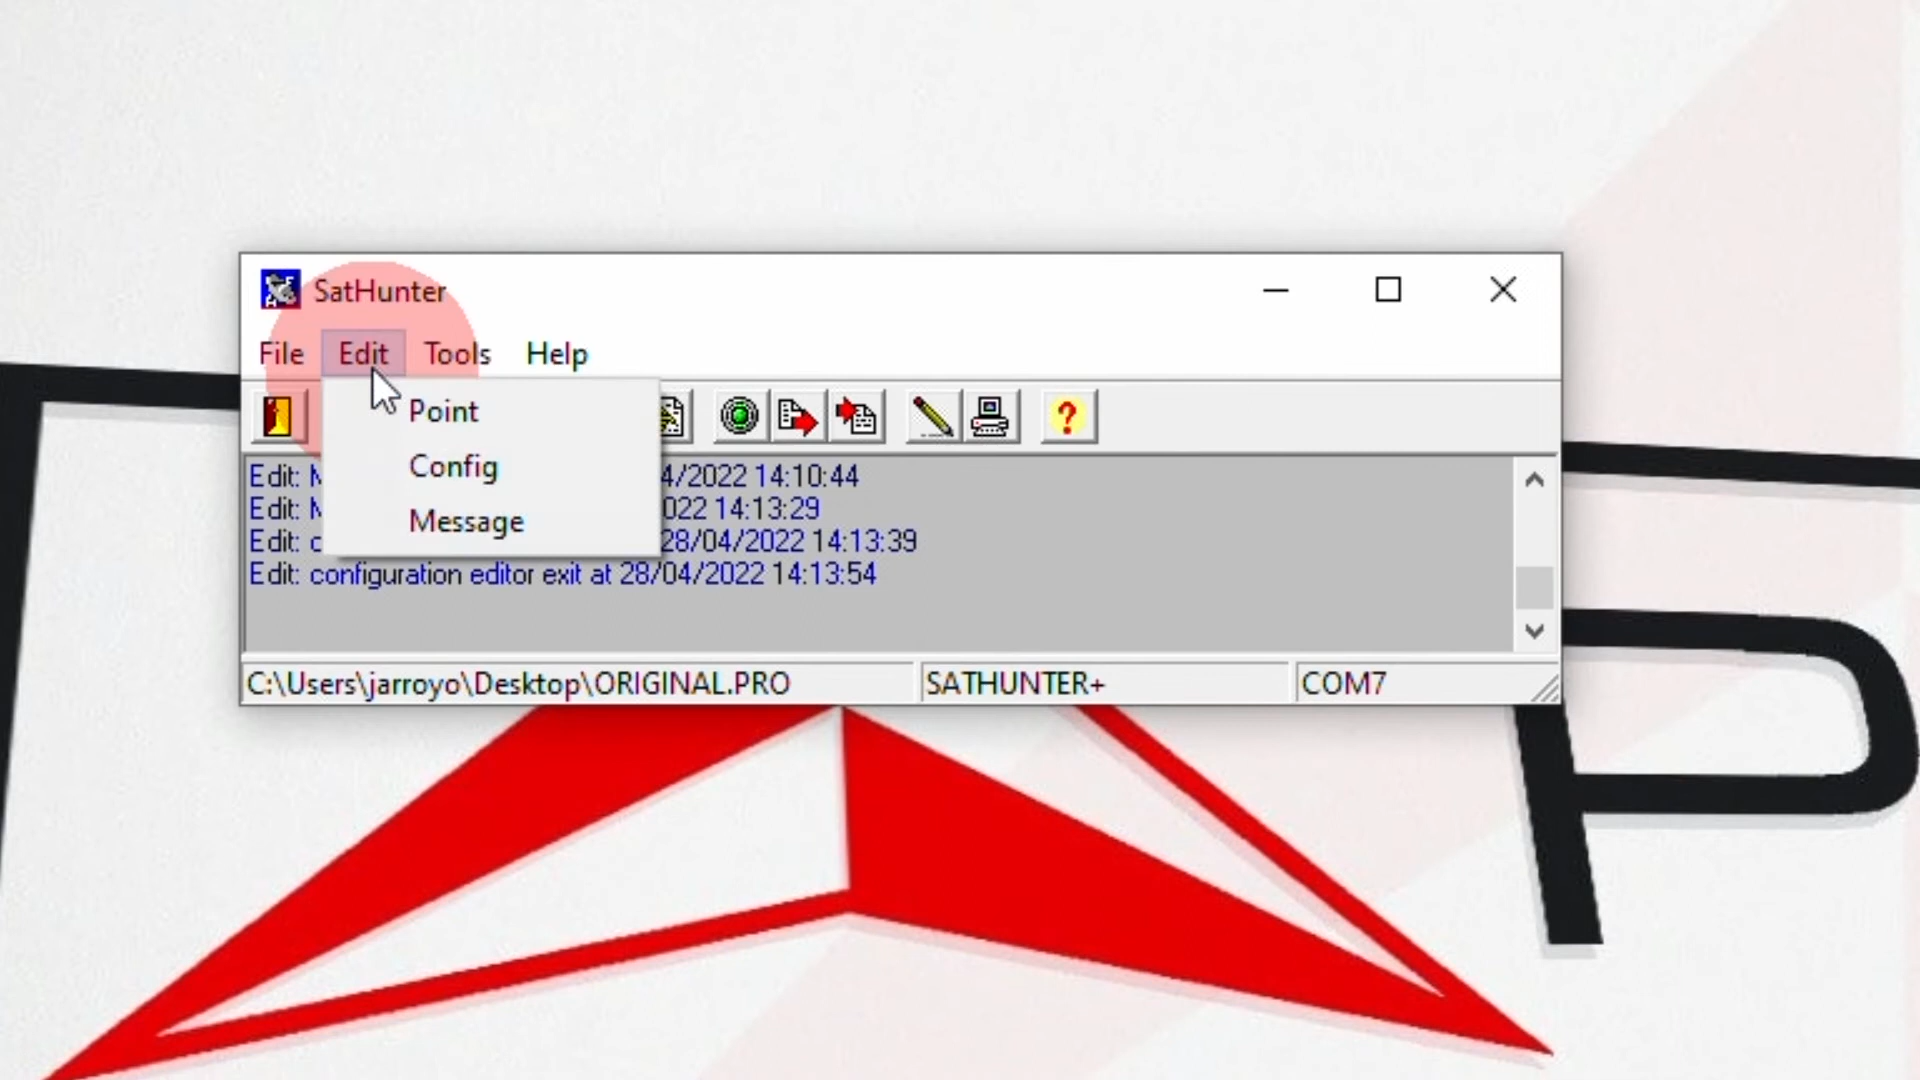 SatHunter
File Edit Tools Help
Point
Config
Message
Edit: 4/2022 14:10:44
Edit: 022 14:13:29
Edit: 28/04/2022 14:13:39
Edit: configuration editor exit at 28/04/2022 14:13:54
C:\Users\jarroyo\Desktop\ORIGINAL.PRO SATHUNTER+ COM7
P